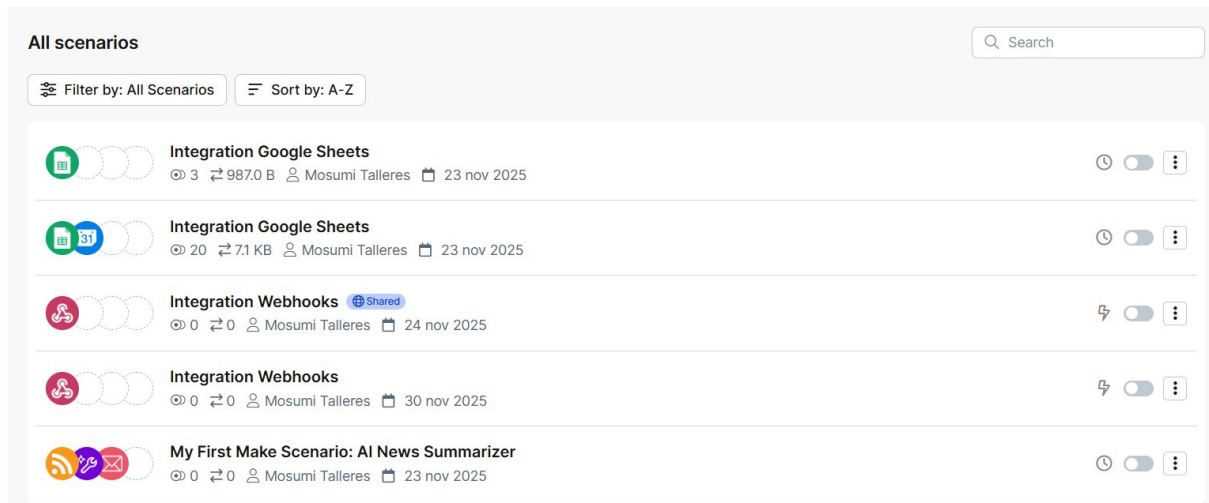 All scenarios
Search
Filter by: All Scenarios
Sort by: A-Z
Integration Google Sheets
3 987.0 B Mosumi Talleres 23 nov 2025
Integration Google Sheets
31
20 7.1 KB Mosumi Talleres 23 nov 2025
Integration Webhooks Shared
0 0 Mosumi Talleres 24 nov 2025
Integration Webhooks
0 0 Mosumi Talleres 30 nov 2025
My First Make Scenario: AI News Summarizer
0 0 Mosumi Talleres 23 nov 2025